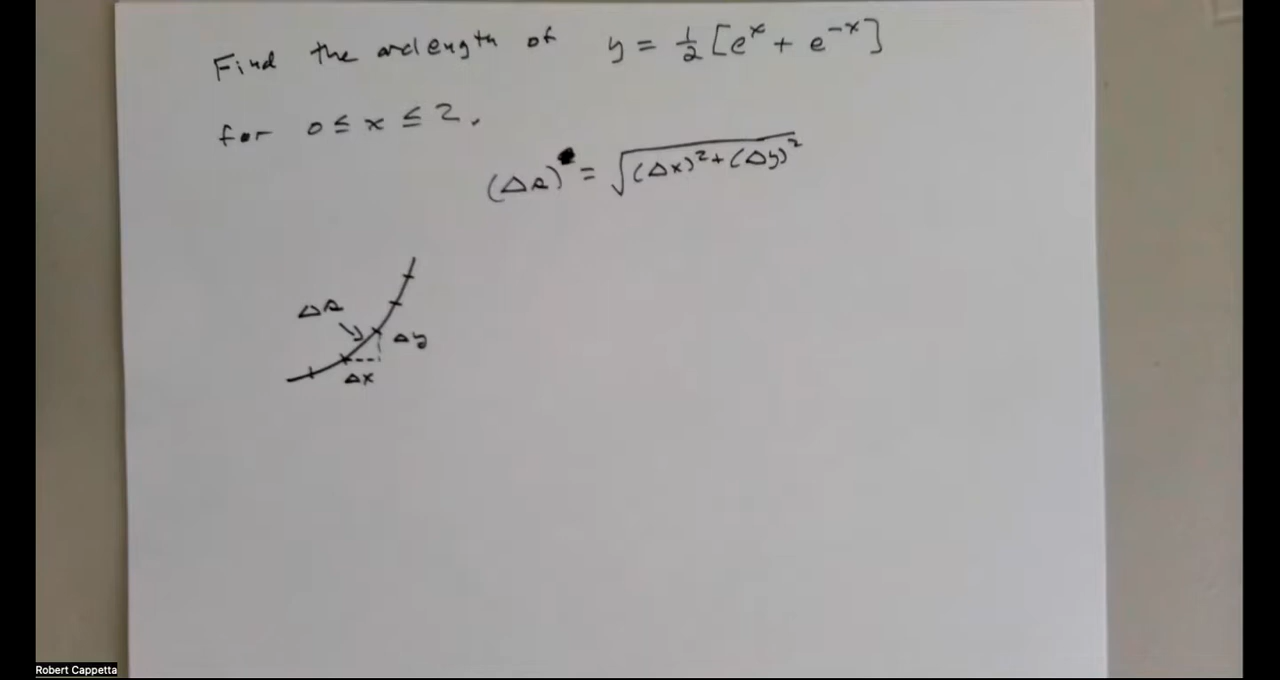 Find the arclength of y = ½ [eˣ + e⁻ˣ]
for 0 ≤ x ≤ 2.
(Δs) = √(Δx)² + (Δy)²
Δs
Δy
Δx
Robert Cappetta